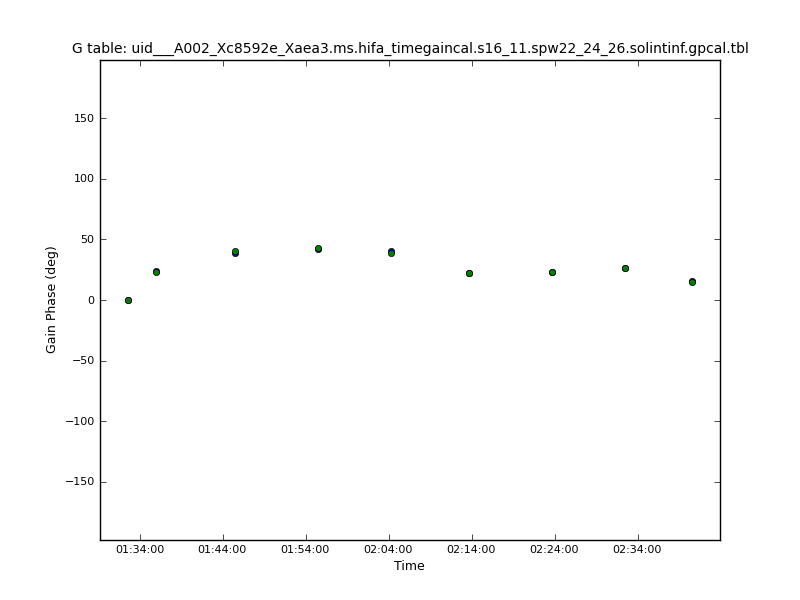 G table: uid___A002_Xc8592e_Xaea3.ms.hifa_timegaincal.s16_11.spw22_24_26.solintinf.gpcal.tbl
150
100
50
0
−50
−100
−150
Gain Phase (deg)
01:34:00 01:44:00 01:54:00 02:04:00 02:14:00 02:24:00 02:34:00
Time